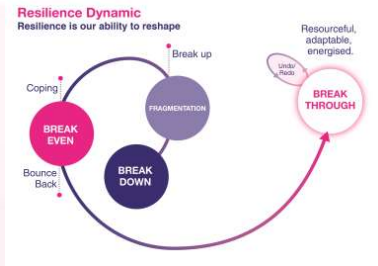 Resilience Dynamic
Resilience is our ability to reshape
Resourceful,
adaptable,
energised.
Break up
Undo/
Redo
Coping
FRAGMENTATION
BREAK
THROUGH
BREAK
EVEN
BREAK
DOWN
Bounce
Back